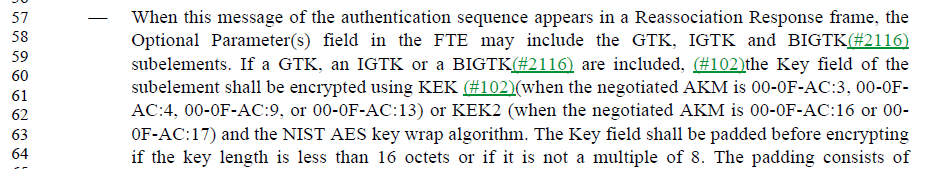 57 — When this message of the authentication sequence appears in a Reassociation Response frame, the
58 Optional Parameter(s) field in the FTE may include the GTK, IGTK and BIGTK(#2116)
59 subelements. If a GTK, an IGTK or a BIGTK(#2116) are included, (#102)the Key field of the
60 subelement shall be encrypted using KEK (#102)(when the negotiated AKM is 00-0F-AC:3, 00-0F-
61 AC:4, 00-0F-AC:9, or 00-0F-AC:13) or KEK2 (when the negotiated AKM is 00-0F-AC:16 or 00-
62 0F-AC:17) and the NIST AES key wrap algorithm. The Key field shall be padded before encrypting
63 if the key length is less than 16 octets or if it is not a multiple of 8. The padding consists of
64